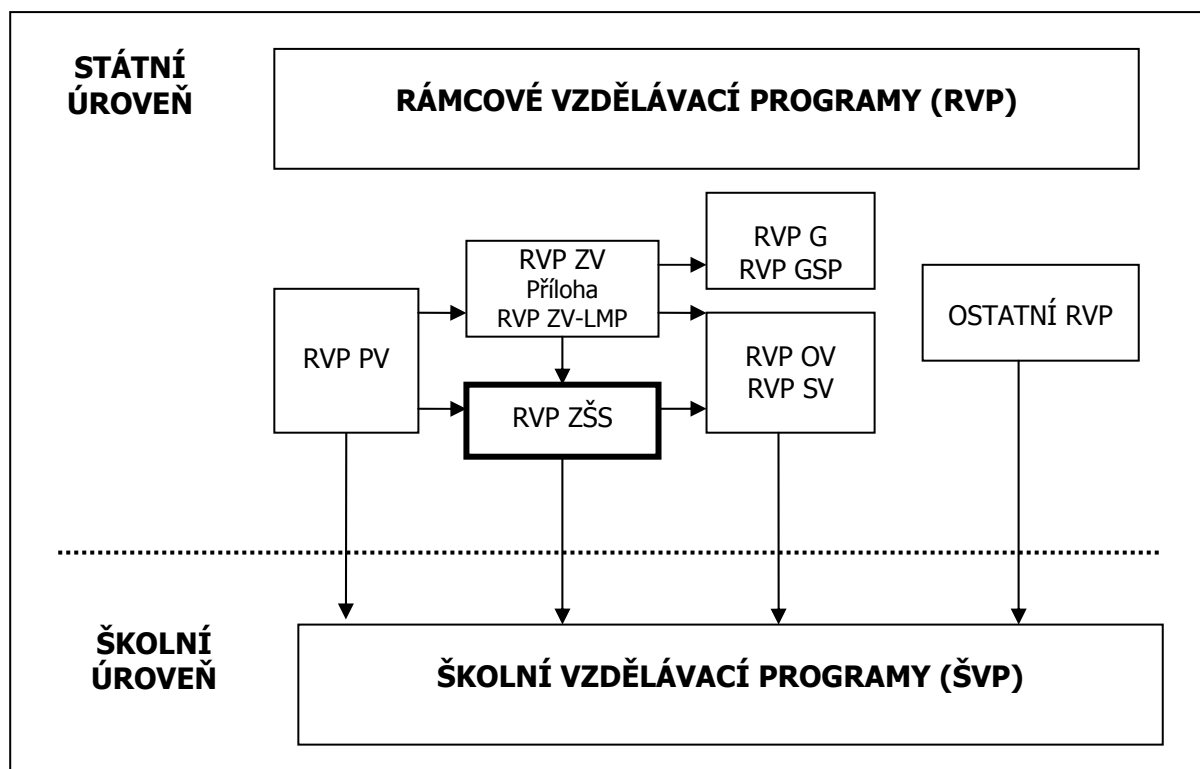 STÁTNÍ
ÚROVEŇ
RÁMCOVÉ VZDĚLÁVACÍ PROGRAMY (RVP)
RVP PV
RVP ZV
Příloha
RVP ZV-LMP
RVP ZŠS
RVP G
RVP GSP
RVP OV
RVP SV
OSTATNÍ RVP
ŠKOLNÍ
ÚROVEŇ
ŠKOLNÍ VZDĚLÁVACÍ PROGRAMY (ŠVP)